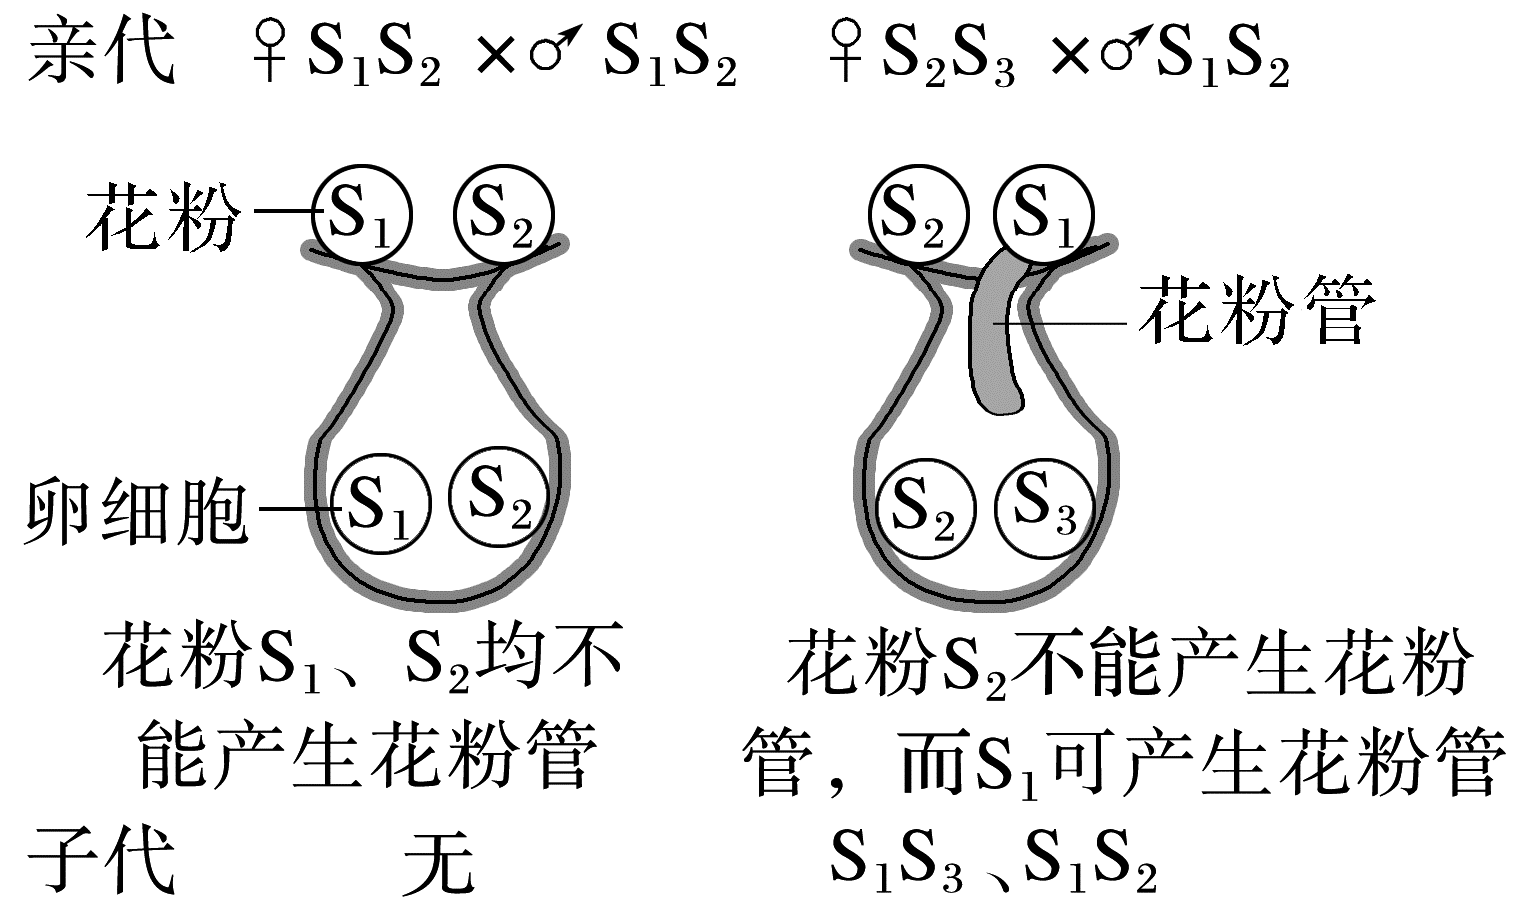 亲代 ♀S₁S₂ ×♂ S₁S₂ ♀S₂S₃ ×♂S₁S₂
花粉 S₁ S₂ S₂ S₁
花粉管
卵细胞 S₁ S₂ S₂ S₃
花粉S₁、S₂均不
能产生花粉管
花粉S₂不能产生花粉
管，而S₁可产生花粉管
子代 无 S₁S₃、S₁S₂